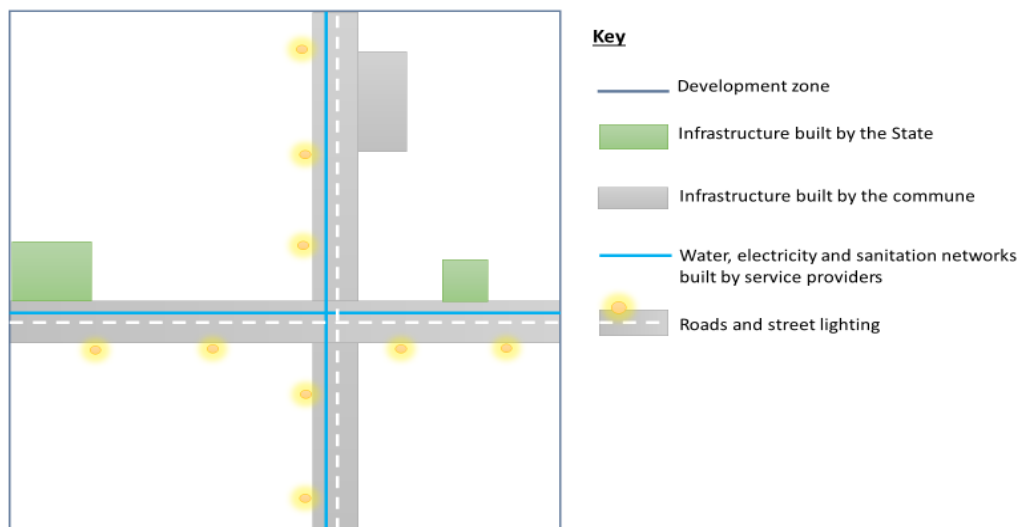 Key
Development zone
Infrastructure built by the State
Infrastructure built by the commune
Water, electricity and sanitation networks
built by service providers
Roads and street lighting